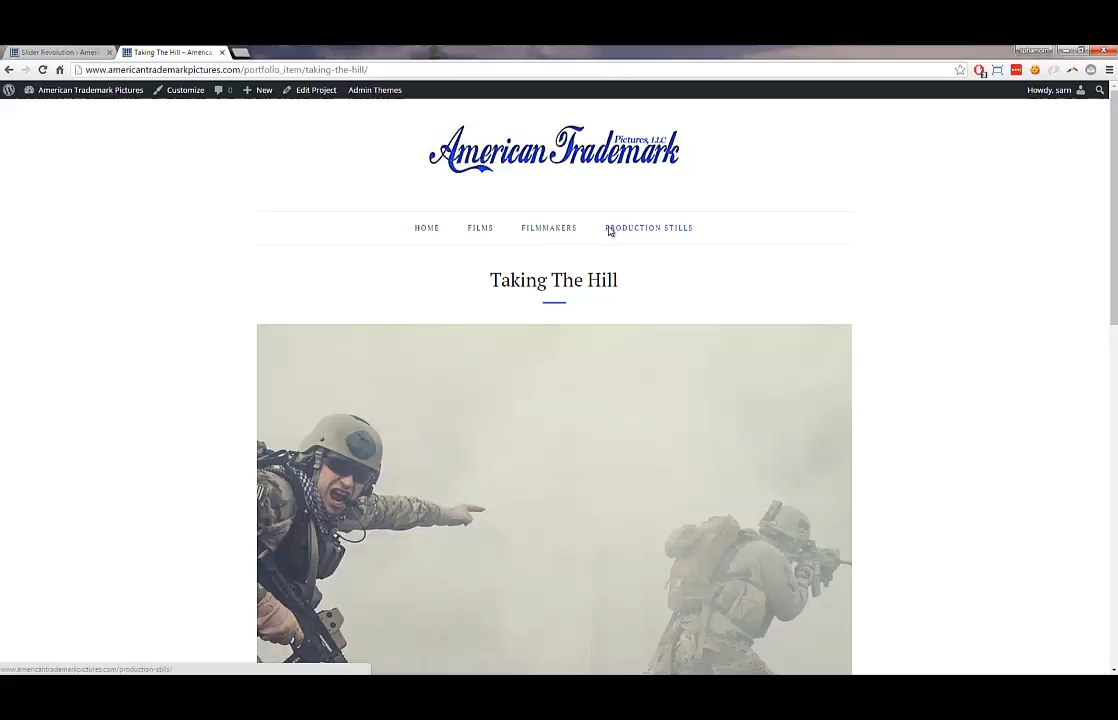 Slider Revolution - Ameri
Taking The Hill – America
www.americantrademarkpictures.com/portfolio_item/taking-the-hill/
American Trademark Pictures Customize 0 New Edit Project Admin Themes Howdy, sarn
American Trademark
Pictures, LLC
HOME FILMS FILMMAKERS PRODUCTION STILLS
Taking The Hill
www.americantrademarkpictures.com/production-stills/